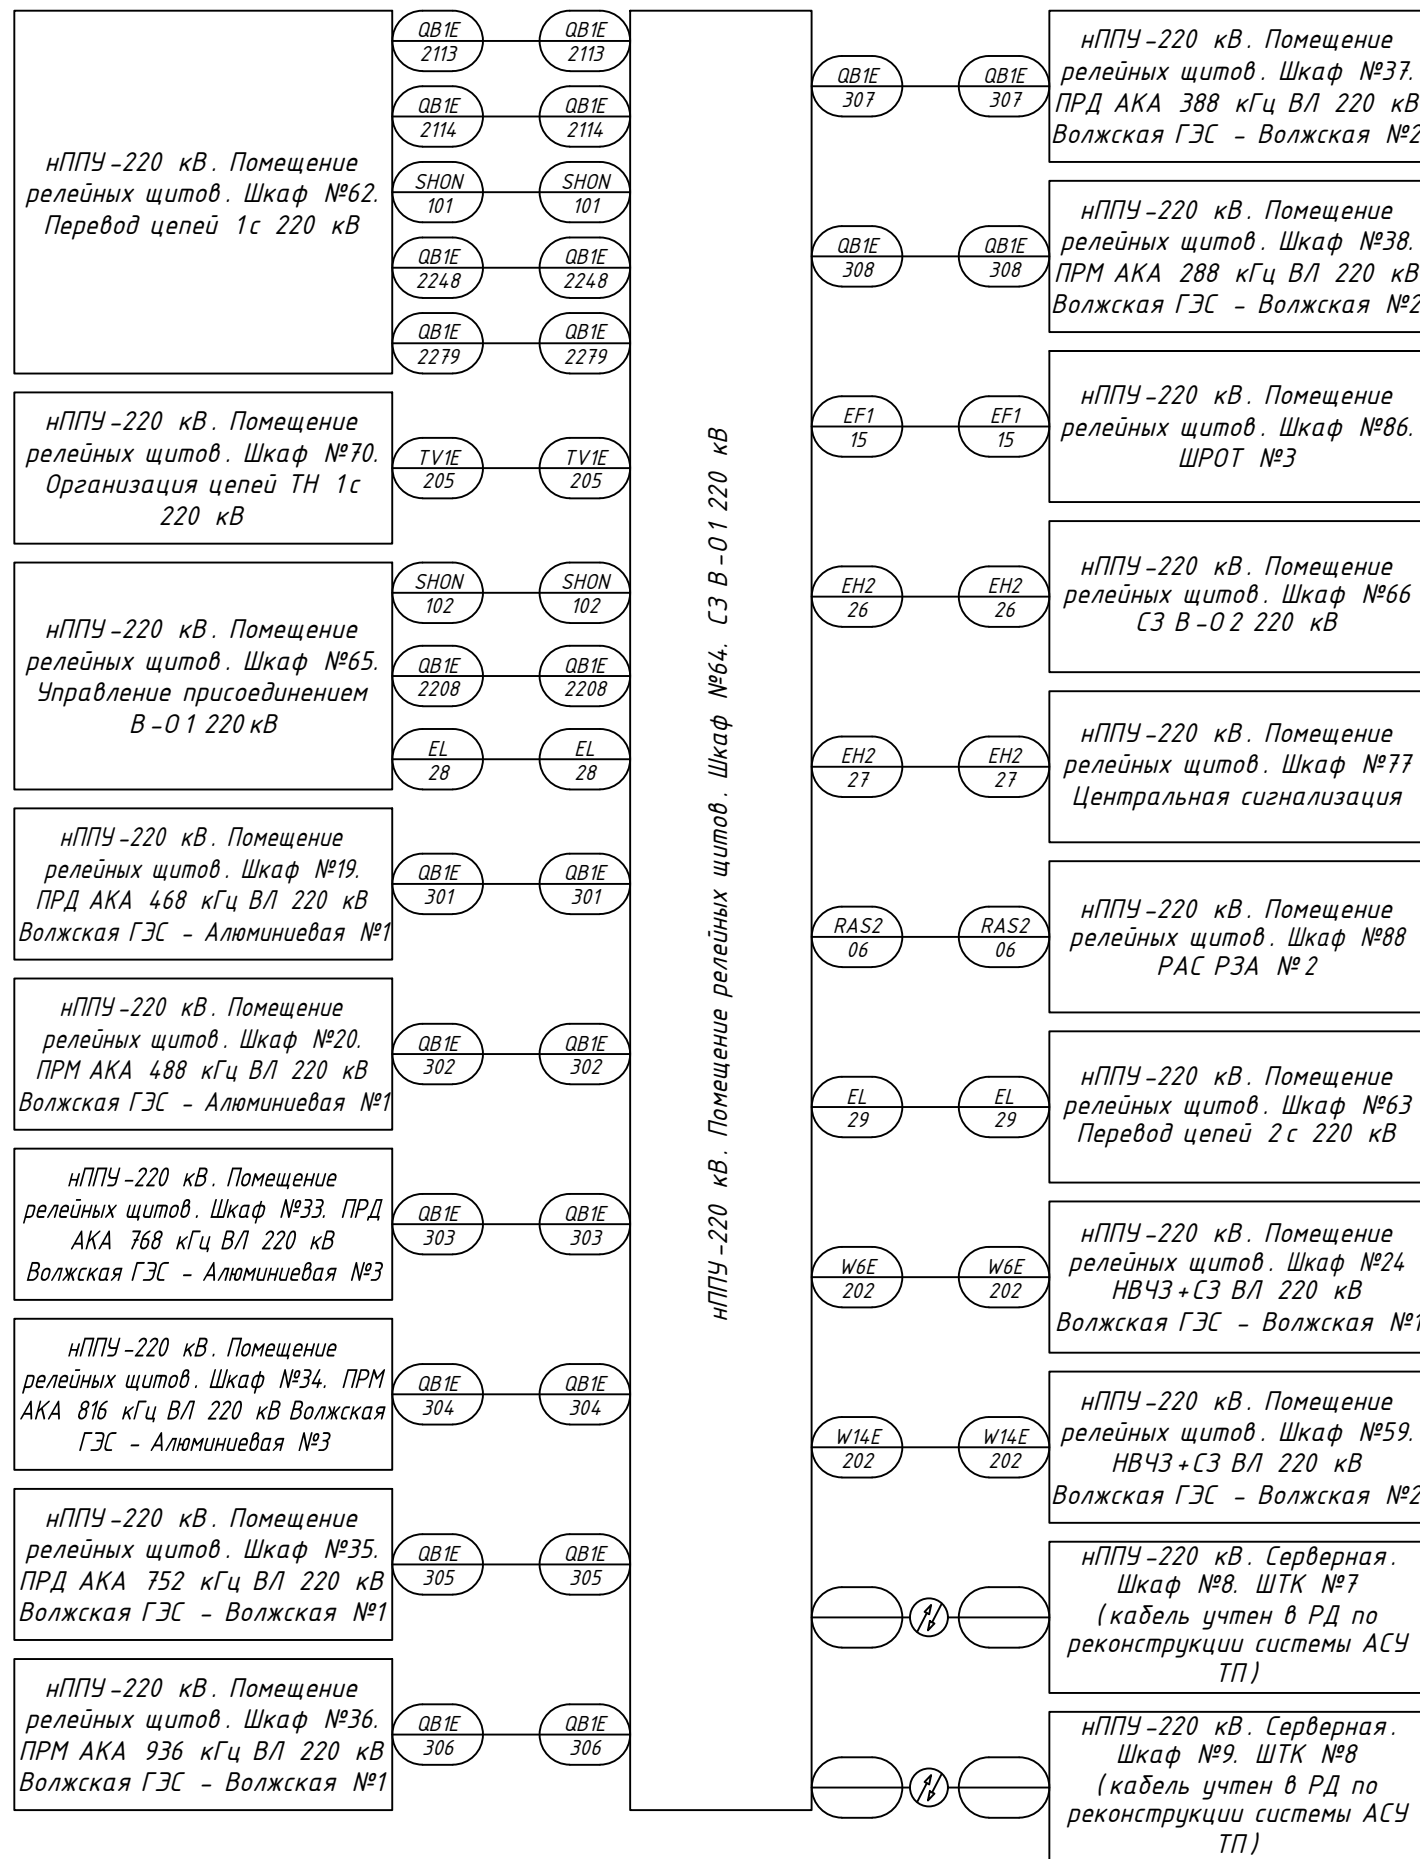 нППУ-220 кВ. Помещение
релейных щитов. Шкаф №62.
Перевод цепей 1с 220 кВ
QB1E
2113
QB1E
2113
QB1E
2114
QB1E
2114
SHON
101
SHON
101
QB1E
2248
QB1E
2248
QB1E
2279
QB1E
2279
нППУ-220 кВ. Помещение
релейных щитов. Шкаф №70.
Организация цепей ТН 1с
220 кВ
TV1E
205
TV1E
205
нППУ-220 кВ. Помещение
релейных щитов. Шкаф №65.
Управление присоединением
В-О1 220 кВ
SHON
102
SHON
102
QB1E
2208
QB1E
2208
EL
28
EL
28
нППУ-220 кВ. Помещение
релейных щитов. Шкаф №19.
ПРД АКА 468 кГц ВЛ 220 кВ
Волжская ГЭС - Алюминиевая №1
QB1E
301
QB1E
301
нППУ-220 кВ. Помещение
релейных щитов. Шкаф №20.
ПРМ АКА 488 кГц ВЛ 220 кВ
Волжская ГЭС - Алюминиевая №1
QB1E
302
QB1E
302
нППУ-220 кВ. Помещение
релейных щитов. Шкаф №33. ПРД
АКА 768 кГц ВЛ 220 кВ
Волжская ГЭС - Алюминиевая №3
QB1E
303
QB1E
303
нППУ-220 кВ. Помещение
релейных щитов. Шкаф №34. ПРМ
АКА 816 кГц ВЛ 220 кВ Волжская
ГЭС - Алюминиевая №3
QB1E
304
QB1E
304
нППУ-220 кВ. Помещение
релейных щитов. Шкаф №35.
ПРД АКА 752 кГц ВЛ 220 кВ
Волжская ГЭС - Волжская №1
QB1E
305
QB1E
305
нППУ-220 кВ. Помещение
релейных щитов. Шкаф №36.
ПРМ АКА 936 кГц ВЛ 220 кВ
Волжская ГЭС - Волжская №1
QB1E
306
QB1E
306
нППУ-220 кВ. Помещение релейных щитов. Шкаф №64. СЗ В-О1 220 кВ
QB1E
307
QB1E
307
нППУ-220 кВ. Помещение
релейных щитов. Шкаф №37.
ПРД АКА 388 кГц ВЛ 220 кВ
Волжская ГЭС - Волжская №2
QB1E
308
QB1E
308
нППУ-220 кВ. Помещение
релейных щитов. Шкаф №38.
ПРМ АКА 288 кГц ВЛ 220 кВ
Волжская ГЭС - Волжская №2
EF1
15
EF1
15
нППУ-220 кВ. Помещение
релейных щитов. Шкаф №86.
ШРОТ №3
EH2
26
EH2
26
нППУ-220 кВ. Помещение
релейных щитов. Шкаф №66
СЗ В-О2 220 кВ
EH2
27
EH2
27
нППУ-220 кВ. Помещение
релейных щитов. Шкаф №77
Центральная сигнализация
RAS2
06
RAS2
06
нППУ-220 кВ. Помещение
релейных щитов. Шкаф №88
РАС РЗА №2
EL
29
EL
29
нППУ-220 кВ. Помещение
релейных щитов. Шкаф №63
Перевод цепей 2с 220 кВ
W6E
202
W6E
202
нППУ-220 кВ. Помещение
релейных щитов. Шкаф №24
НВЧЗ+СЗ ВЛ 220 кВ
Волжская ГЭС - Волжская №1
W14E
202
W14E
202
нППУ-220 кВ. Помещение
релейных щитов. Шкаф №59.
НВЧЗ+СЗ ВЛ 220 кВ
Волжская ГЭС - Волжская №2
нППУ-220 кВ. Серверная.
Шкаф №8. ШТК №7
(кабель учтен в РД по
реконструкции системы АСУ
ТП)
нППУ-220 кВ. Серверная.
Шкаф №9. ШТК №8
(кабель учтен в РД по
реконструкции системы АСУ
ТП)